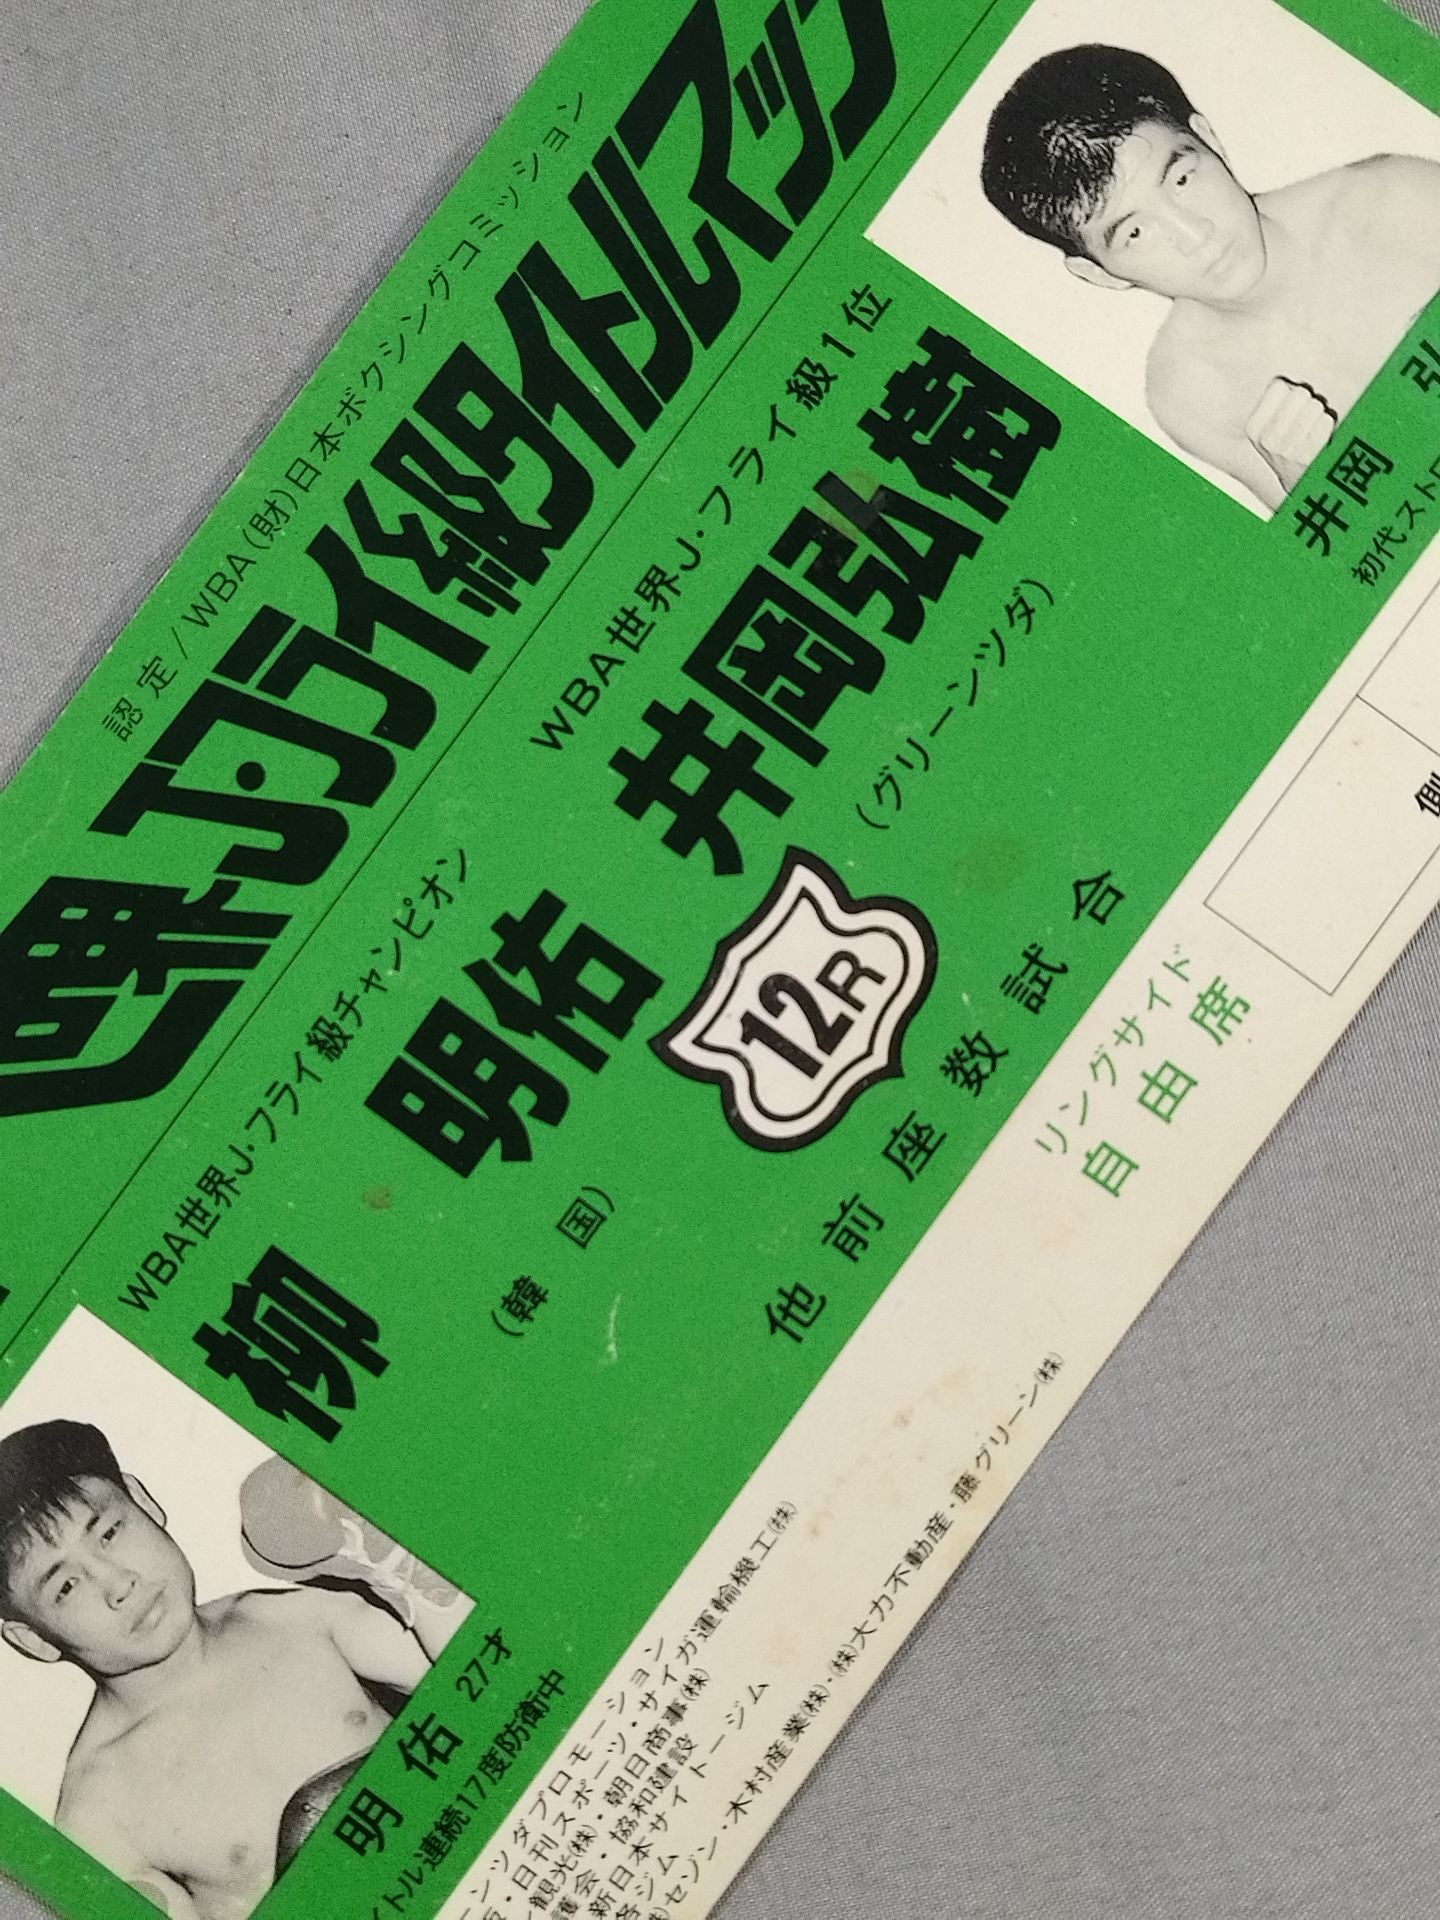 認定/WBA(財)日本ボクシングコミッション
界J・フライ級タイトルマッ
WBA世界J・フライ級1位
井岡弘樹
(グリーンツダ)
WBA世界J・フライ級チャンピオン
柳 明佑
(韓国)
12R
他前座数試合
井岡 弘
初代スト
明佑 27才
イトル連続17度防衛中
リングサイド
自由席
側
ツダプロモーション
日刊スポーツ・サイガ運輸機工㈱
観光㈱・朝日商事㈱
協和建設
新日本サイトージム
各ジム
セゾン・木村産業㈱・㈱大力不動産・藤グリーン㈱